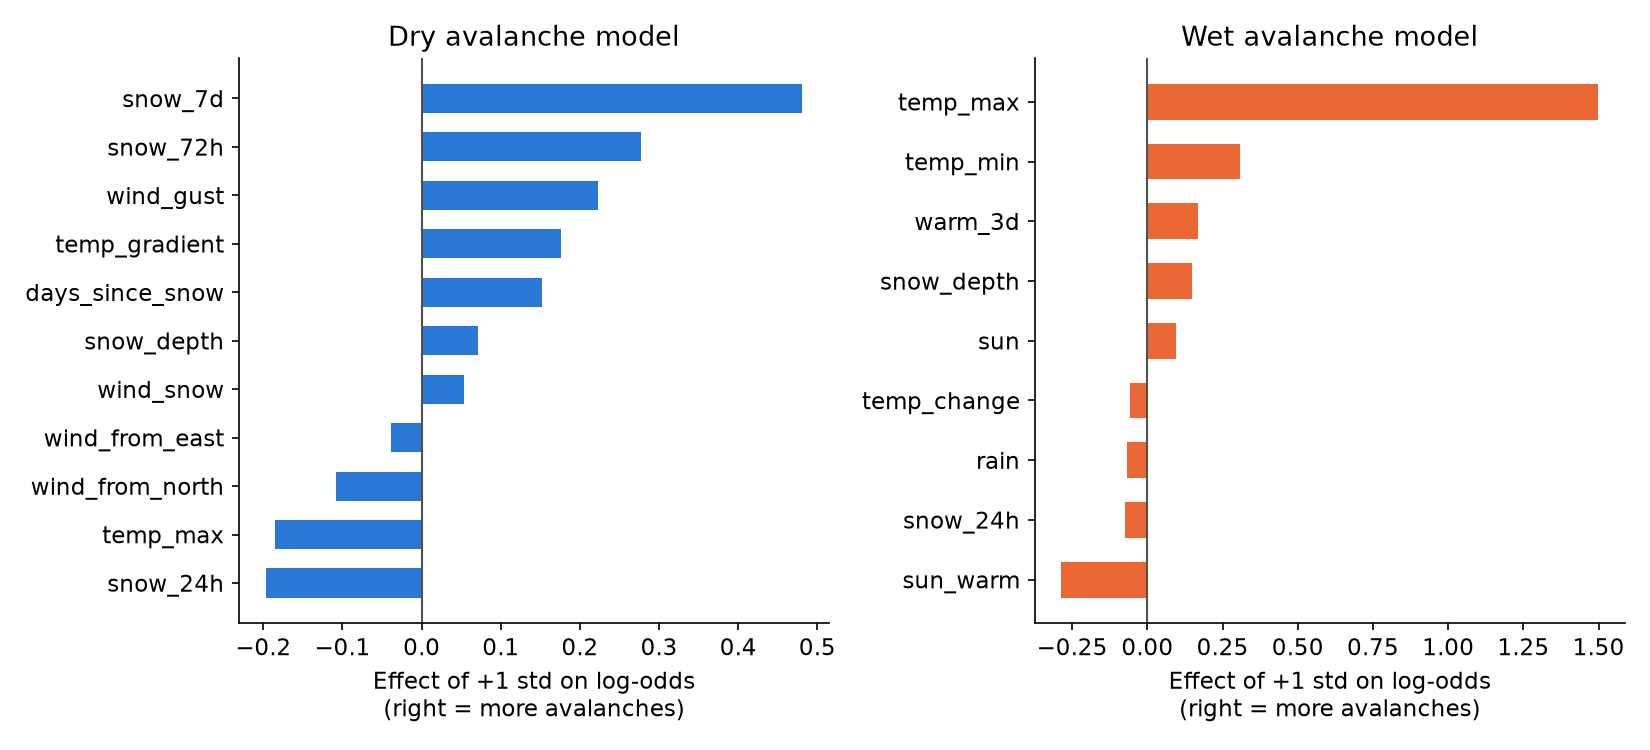 Dry avalanche model
snow_7d
snow_72h
wind_gust
temp_gradient
days_since_snow
snow_depth
wind_snow
wind_from_east
wind_from_north
temp_max
snow_24h
−0.2 −0.1 0.0 0.1 0.2 0.3 0.4 0.5
Effect of +1 std on log-odds
(right = more avalanches)
Wet avalanche model
temp_max
temp_min
warm_3d
snow_depth
sun
temp_change
rain
snow_24h
sun_warm
−0.25 0.00 0.25 0.50 0.75 1.00 1.25 1.50
Effect of +1 std on log-odds
(right = more avalanches)